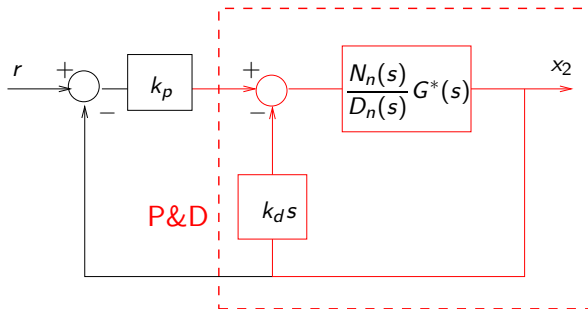 r
+
−
k_p
+
−
N_n(s)
D_n(s)
G*(s)
x_2
k_d s
P&D